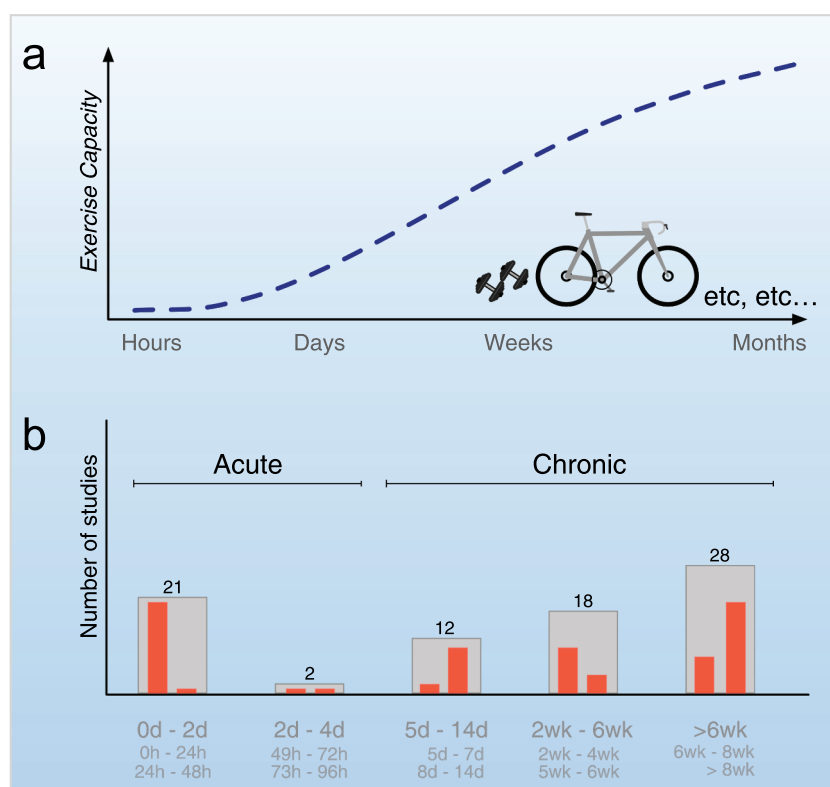 a
Exercise Capacity
etc, etc...
Hours Days Weeks Months
b
Number of studies
Acute Chronic
21 2 12 18 28
0d - 2d 2d - 4d 5d - 14d 2wk - 6wk >6wk
0h - 24h 49h - 72h 5d - 7d 2wk - 4wk 6wk - 8wk
24h - 48h 73h - 96h 8d - 14d 5wk - 6wk > 8wk